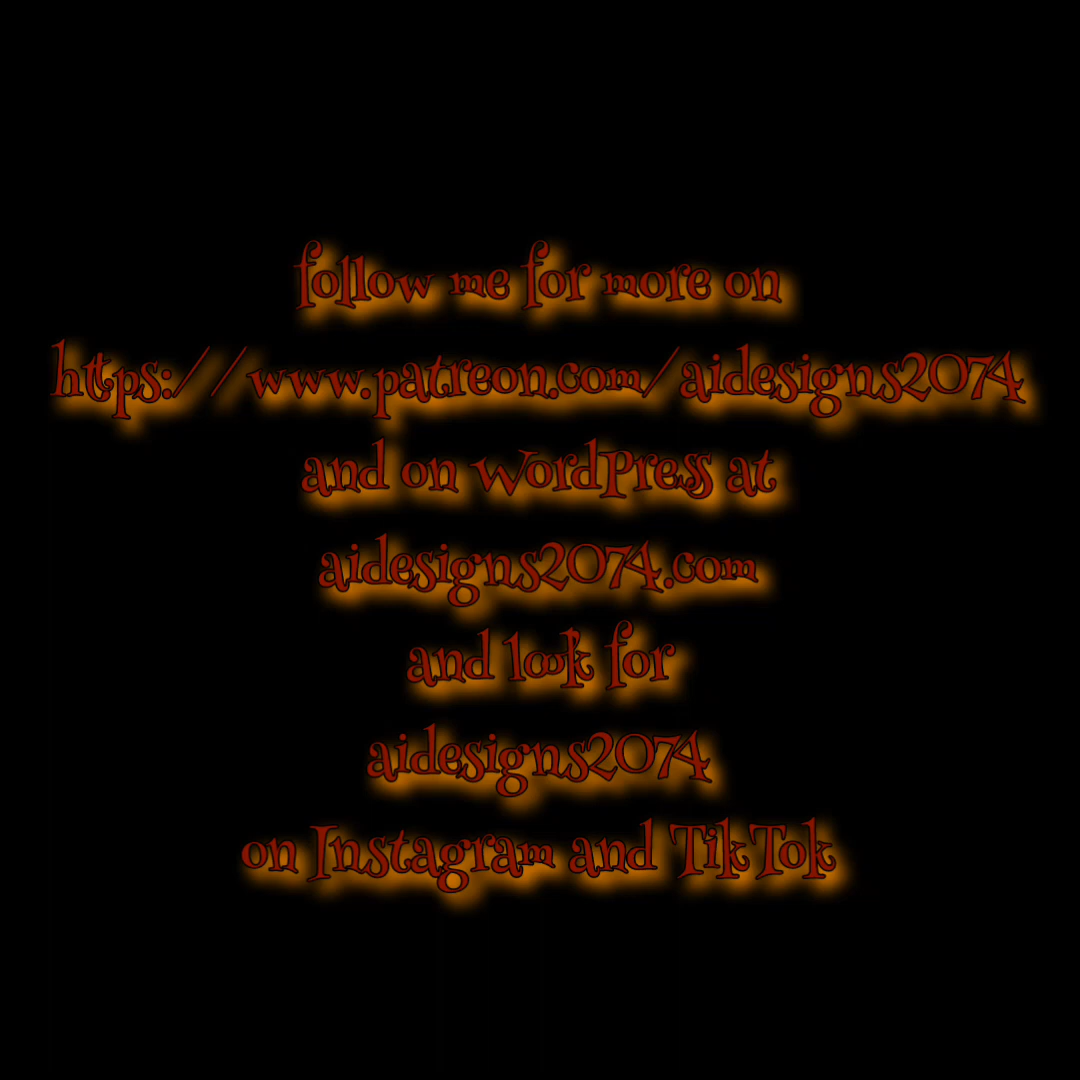 follow me for more on
https://www.patreon.com/aidesigns2074
and on WordPress at
aidesigns2074.com
and look for
aidesigns2074
on Instagram and TikTok